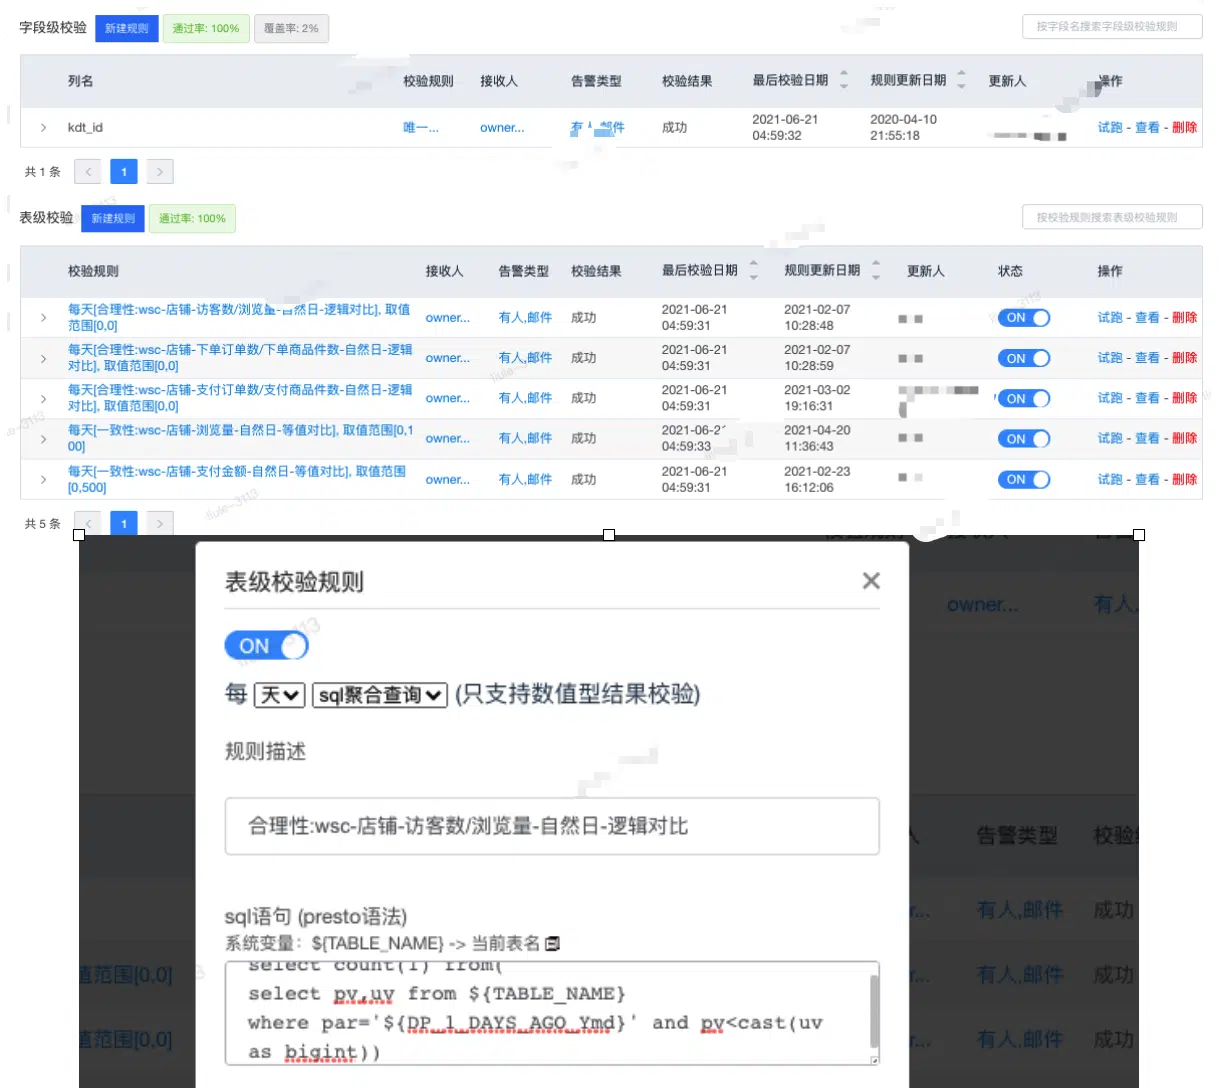 字段级校验 新建规则 通过率: 100% 覆盖率: 2% 按字段名搜素字段级校验规则
列名 校验规则 接收人 告警类型 校验结果 最后校验日期 规则更新日期 更新人 操作
kdt_id 唯一... owner... 有人,邮件 成功 2021-06-21 04:59:32 2020-04-10 21:55:18 试跑 - 查看 - 删除
共 1 条 < 1 >
表级校验 新建规则 通过率: 100% 按校验规则搜索表级校验规则
校验规则 接收人 告警类型 校验结果 最后校验日期 规则更新日期 更新人 状态 操作
每天[合理性:wsc-店铺-访客数/浏览量-自然日-逻辑对比], 取值
范围[0,0] owner... 有人,邮件 成功 2021-06-21 04:59:31 2021-02-07 10:28:48 ON 试跑 - 查看 - 删除
每天[合理性:wsc-店铺-下单订单数/下单商品件数-自然日-逻辑
对比], 取值范围[0,0] owner... 有人,邮件 成功 2021-06-21 04:59:31 2021-02-07 10:28:59 ON 试跑 - 查看 - 删除
每天[合理性:wsc-店铺-支付订单数/支付商品件数-自然日-逻辑
对比], 取值范围[0,0] owner... 有人,邮件 成功 2021-06-21 04:59:31 2021-03-02 19:16:31 ON 试跑 - 查看 - 删除
每天[一致性:wsc-店铺-浏览量-自然日-等值对比], 取值范围[0,1
00] owner... 有人,邮件 成功 2021-06-2 04:59:33 2021-04-20 11:36:43 ON 试跑 - 查看 - 删除
每天[一致性:wsc-店铺-支付金额-自然日-等值对比], 取值范围
[0,500] owner... 有人,邮件 成功 2021-06-21 04:59:31 2021-02-23 16:12:06 ON 试跑 - 查看 - 删除
共 5 条 < 1 >
表级校验规则 ×
owner... 有人,
ON
每 天 sql聚合查询 (只支持数值型结果校验)
规则描述
合理性:wsc-店铺-访客数/浏览量-自然日-逻辑对比
告警类型 校验
sql语句 (presto语法)
有人,邮件 成功
系统变量：${TABLE_NAME} -> 当前表名
select count(1) from(
值范围[0,0] 有人,邮件 成功
select pv,uv from ${TABLE_NAME}
where par='${DP_1_DAYS_AGO_Ymd}' and pv<cast(uv
值范围[0,0] 有人,邮件 成功
as bigint))